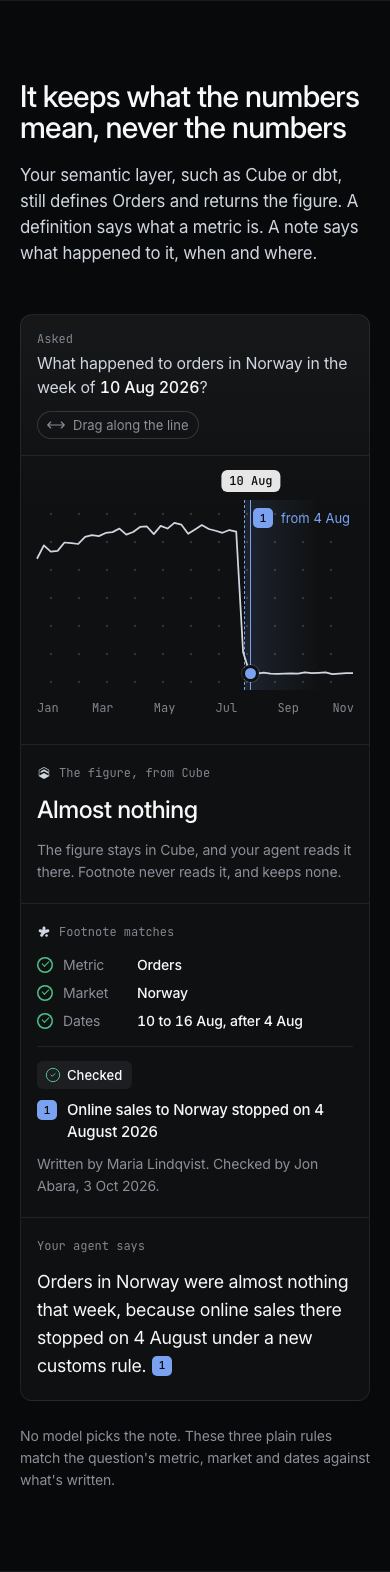 It keeps what the numbers
mean, never the numbers
Your semantic layer, such as Cube or dbt,
still defines Orders and returns the figure. A
definition says what a metric is. A note says
what happened to it, when and where.
Asked
What happened to orders in Norway in the
week of 10 Aug 2026?
Drag along the line
10 Aug
1 from 4 Aug
Jan Mar May Jul Sep Nov
The figure, from Cube
Almost nothing
The figure stays in Cube, and your agent reads it
there. Footnote never reads it, and keeps none.
Footnote matches
Metric Orders
Market Norway
Dates 10 to 16 Aug, after 4 Aug
Checked
1 Online sales to Norway stopped on 4
August 2026
Written by Maria Lindqvist. Checked by Jon
Abara, 3 Oct 2026.
Your agent says
Orders in Norway were almost nothing
that week, because online sales there
stopped on 4 August under a new
customs rule. 1
No model picks the note. These three plain rules
match the question's metric, market and dates against
what's written.